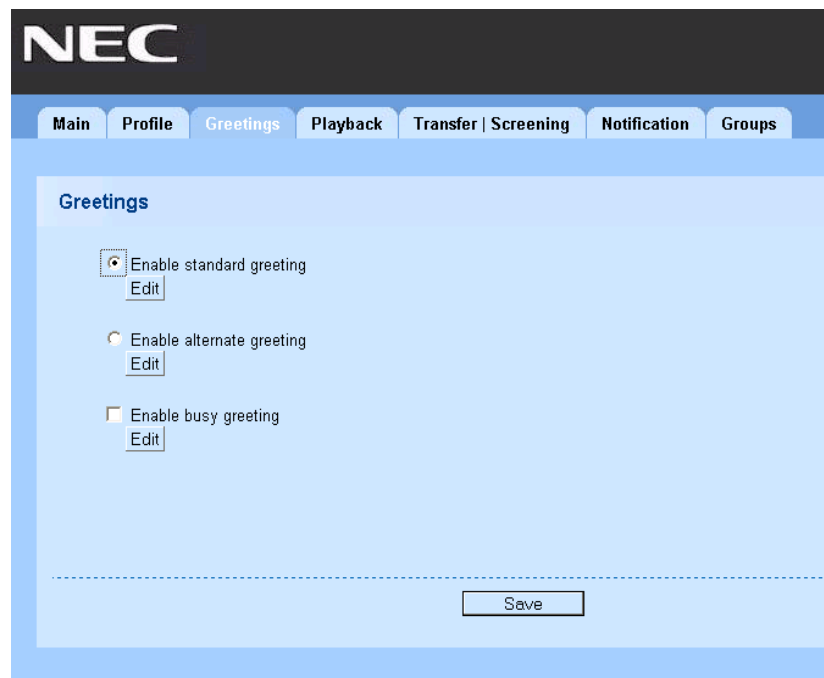 NEC
Main Profile Greetings Playback Transfer | Screening Notification Groups
Greetings
Enable standard greeting
Edit
Enable alternate greeting
Edit
Enable busy greeting
Edit
Save